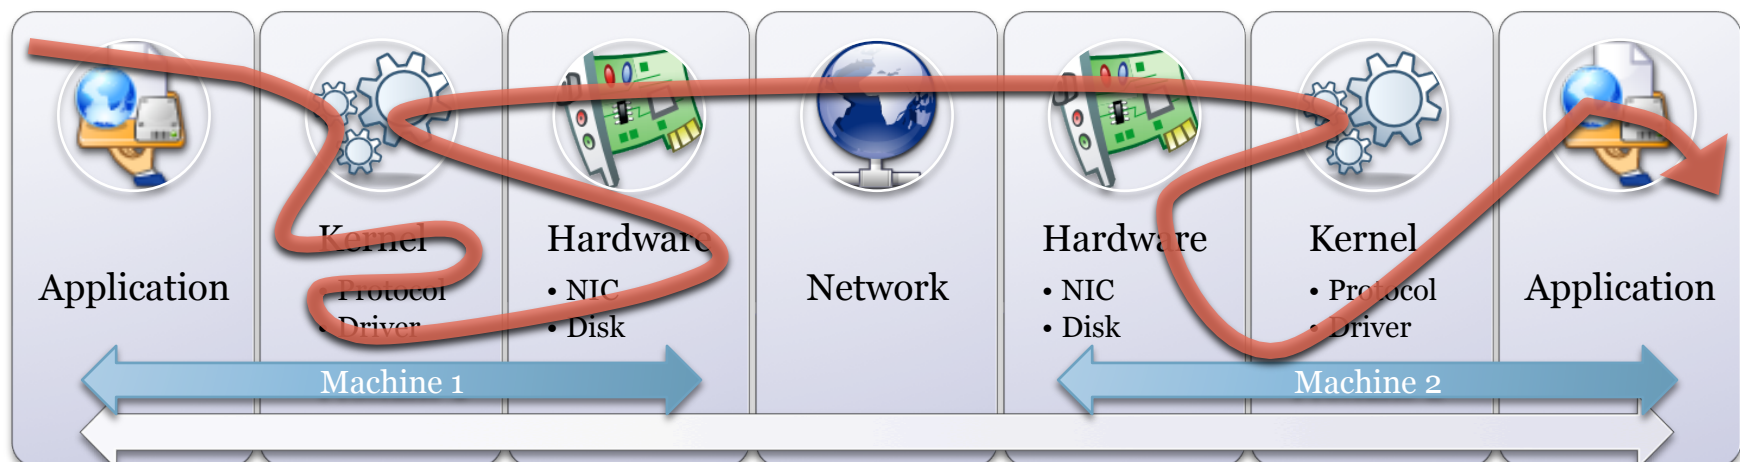 Application
Kernel
• Protocol
• Driver
Hardware
• NIC
• Disk
Network
Hardware
• NIC
• Disk
Kernel
• Protocol
• Driver
Application
Machine 1
Machine 2